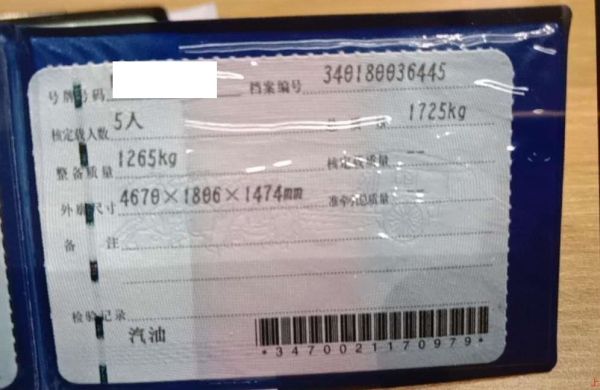 号牌号码 档案编号 340180036445
核定载人数 5人 总质量 1725kg
整备质量 1265kg 核定载质量 --
外廓尺寸 4670×1806×1474㎜ 准牵引总质量 --
备注
检验记录
汽油
*3470021170979*